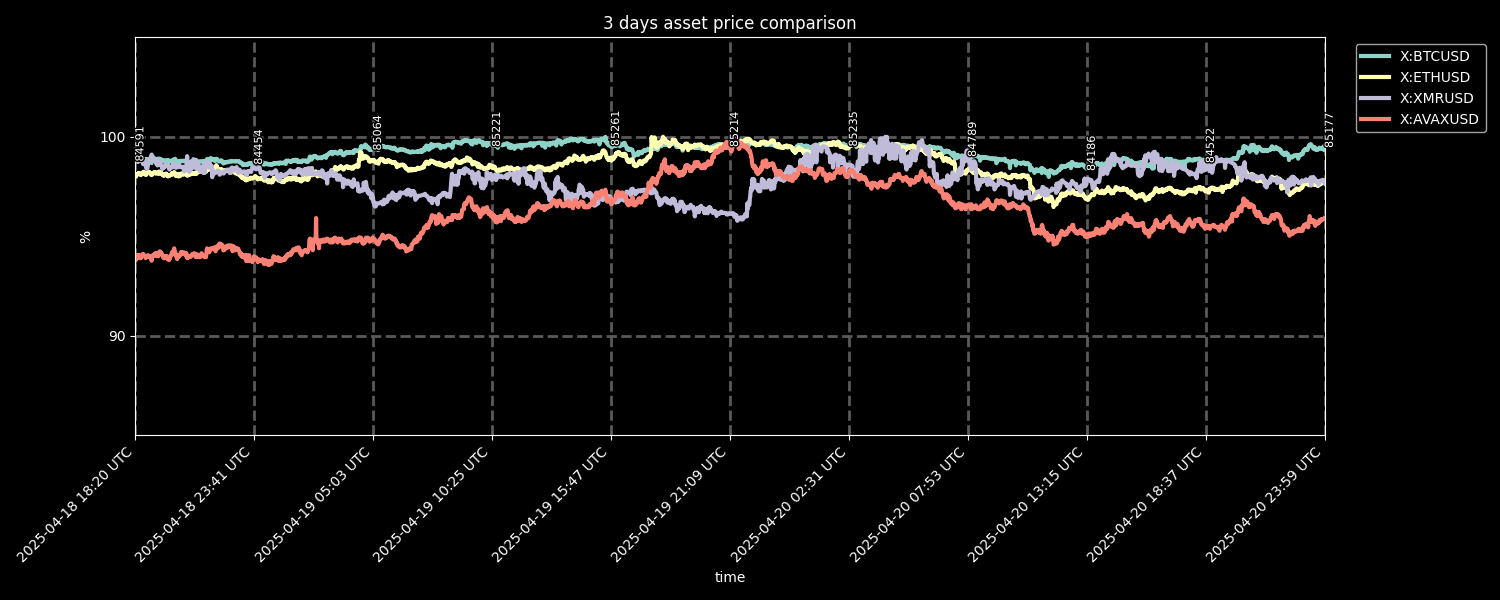 3 days asset price comparison
X:BTCUSD
X:ETHUSD
X:XMRUSD
X:AVAXUSD
100
90
%
84591
84454
85064
85221
85261
85214
85235
84789
84186
84522
85177
2025-04-18 18:20 UTC
2025-04-18 23:41 UTC
2025-04-19 05:03 UTC
2025-04-19 10:25 UTC
2025-04-19 15:47 UTC
2025-04-19 21:09 UTC
2025-04-20 02:31 UTC
2025-04-20 07:53 UTC
2025-04-20 13:15 UTC
2025-04-20 18:37 UTC
2025-04-20 23:59 UTC
time